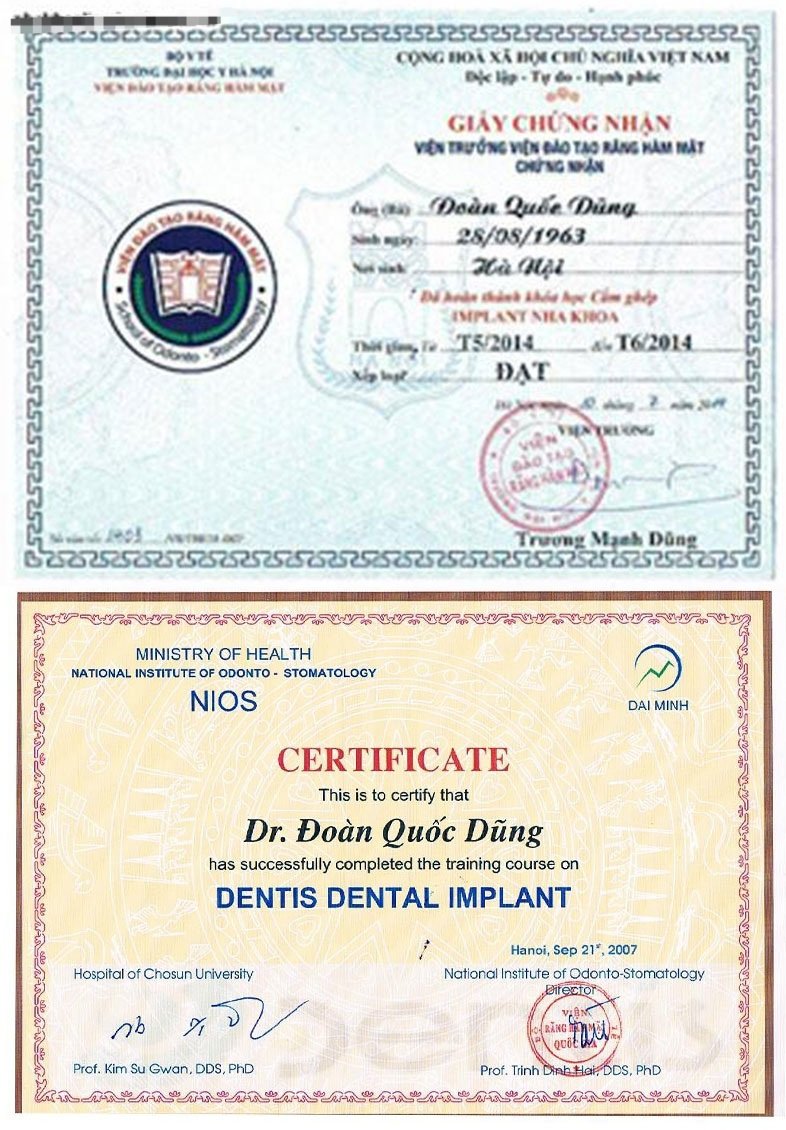 BỘ Y TẾ
TRƯỜNG ĐẠI HỌC Y HÀ NỘI
VIỆN ĐÀO TẠO RĂNG HÀM MẶT
CỘNG HOÀ XÃ HỘI CHỦ NGHĨA VIỆT NAM
Độc lập - Tự do - Hạnh phúc
GIẤY CHỨNG NHẬN
VIỆN TRƯỞNG VIỆN ĐÀO TẠO RĂNG HÀM MẶT
CHỨNG NHẬN
VIỆN ĐÀO TẠO RĂNG HÀM MẶT
School of Odonto - Stomatology
Ông (Bà): Đoàn Quốc Dũng
Sinh ngày: 28/08/1963
Nơi sinh: Hà Nội
Đã hoàn thành khóa học Cấm ghép
IMPLANT NHA KHOA
Thời gian, Từ T5/2014 đến T6/2014
Xếp loại: ĐẠT
Hà Nội, ngày 10 tháng 7 năm 2014
VIỆN TRƯỞNG
VIỆN
ĐÀO TẠO
RĂNG HÀM MẶT
Trương Mạnh Dũng
MINISTRY OF HEALTH
NATIONAL INSTITUTE OF ODONTO - STOMATOLOGY
NIOS
DAI MINH
CERTIFICATE
This is to certify that
Dr. Đoàn Quốc Dũng
has successfully completed the training course on
DENTIS DENTAL IMPLANT
Hanoi, Sep 21st, 2007
Hospital of Chosun University
National Institute of Odonto-Stomatology
Director
VIỆN
RĂNG HÀM MẶT
QUỐC GIA
Prof. Kim Su Gwan, DDS, PhD
Prof. Trinh Dinh Hai, DDS, PhD